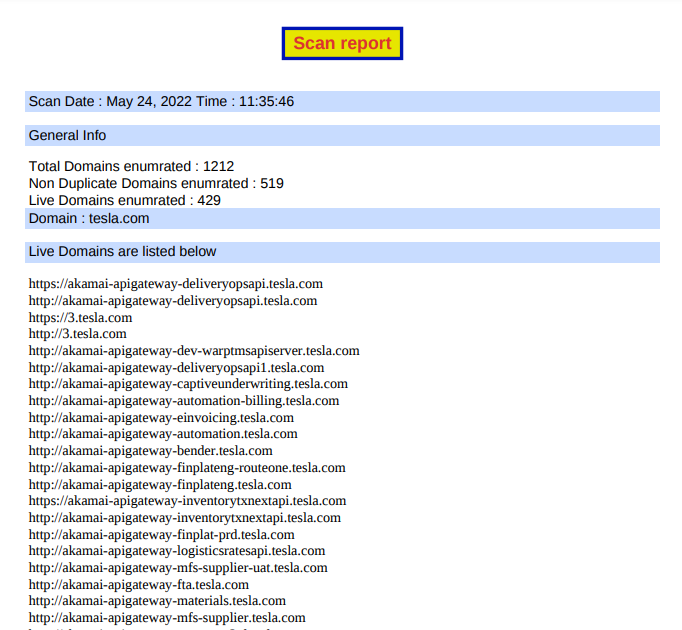 Scan report
Scan Date : May 24, 2022 Time : 11:35:46
General Info
Total Domains enumrated : 1212
Non Duplicate Domains enumrated : 519
Live Domains enumrated : 429
Domain : tesla.com
Live Domains are listed below
https://akamai-apigateway-deliveryopsapi.tesla.com
http://akamai-apigateway-deliveryopsapi.tesla.com
https://3.tesla.com
http://3.tesla.com
http://akamai-apigateway-dev-warptmsapiserver.tesla.com
http://akamai-apigateway-deliveryopsapi1.tesla.com
http://akamai-apigateway-captiveunderwriting.tesla.com
http://akamai-apigateway-automation-billing.tesla.com
http://akamai-apigateway-einvoicing.tesla.com
http://akamai-apigateway-automation.tesla.com
http://akamai-apigateway-bender.tesla.com
http://akamai-apigateway-finplateng-routeone.tesla.com
http://akamai-apigateway-finplateng.tesla.com
https://akamai-apigateway-inventorytxnextapi.tesla.com
http://akamai-apigateway-inventorytxnextapi.tesla.com
http://akamai-apigateway-finplat-prd.tesla.com
http://akamai-apigateway-logisticsratesapi.tesla.com
http://akamai-apigateway-mfs-supplier-uat.tesla.com
http://akamai-apigateway-fta.tesla.com
http://akamai-apigateway-materials.tesla.com
http://akamai-apigateway-mfs-supplier.tesla.com